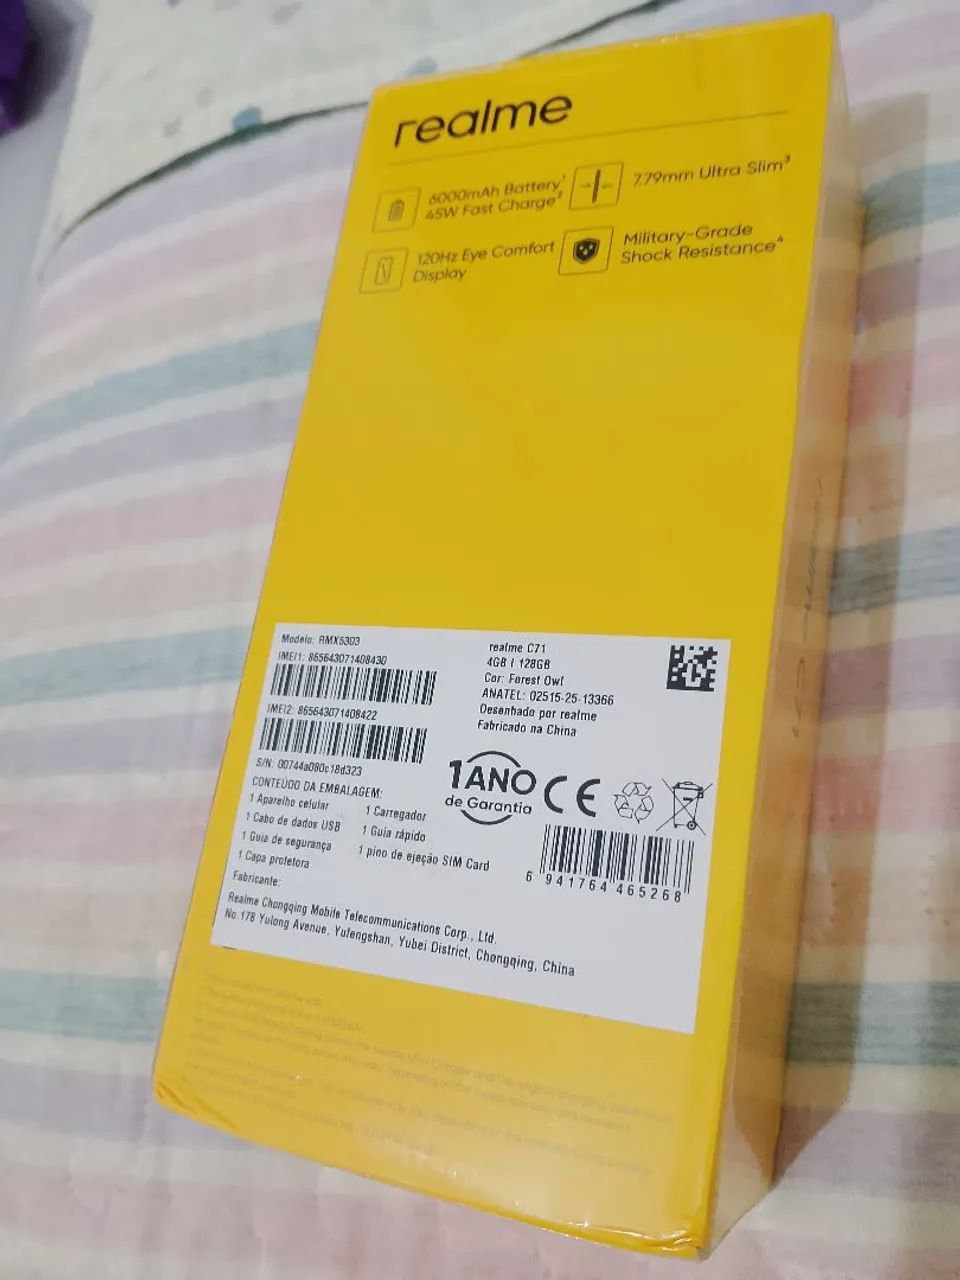 realme
6000mAh Battery¹
45W Fast Charge²
7.79mm Ultra Slim³
120Hz Eye Comfort
Display
Military-Grade
Shock Resistance⁴
Modelo: RMX5303
IMEI1: 865643071408430
IMEI2: 865643071408422
S/N: 00744a080c18d323
realme C71
4GB | 128GB
Cor: Forest Owl
ANATEL: 02515-25-13366
Desenhado por realme
Fabricado na China
1 ANO
de Garantia
CE
CONTEÚDO DA EMBALAGEM:
1 Aparelho celular
1 Carregador
1 Cabo de dados USB
1 Guia rápido
1 Guia de segurança
1 pino de ejeção SIM Card
1 Capa protetora
6 941764 465268
Fabricante:
Realme Chongqing Mobile Telecommunications Corp., Ltd.
No.178 Yulong Avenue, Yufengshan, Yubei District, Chongqing, China